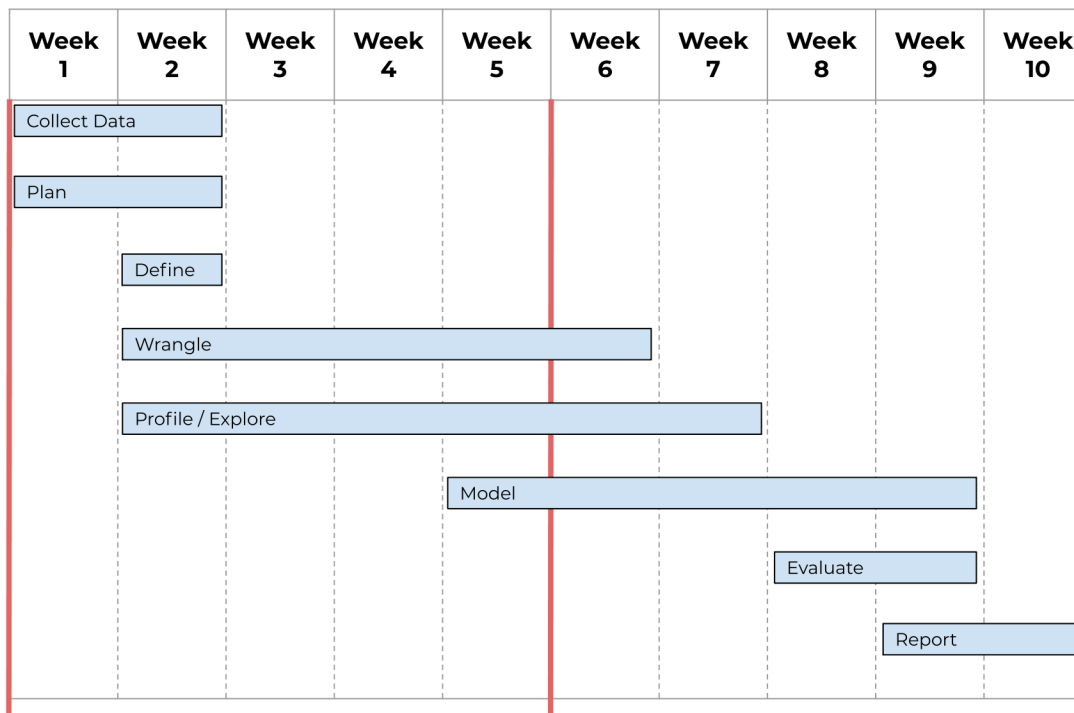 Week Week Week Week Week Week Week Week Week Week
1 2 3 4 5 6 7 8 9 10
Collect Data
Plan
Define
Wrangle
Profile / Explore
Model
Evaluate
Report